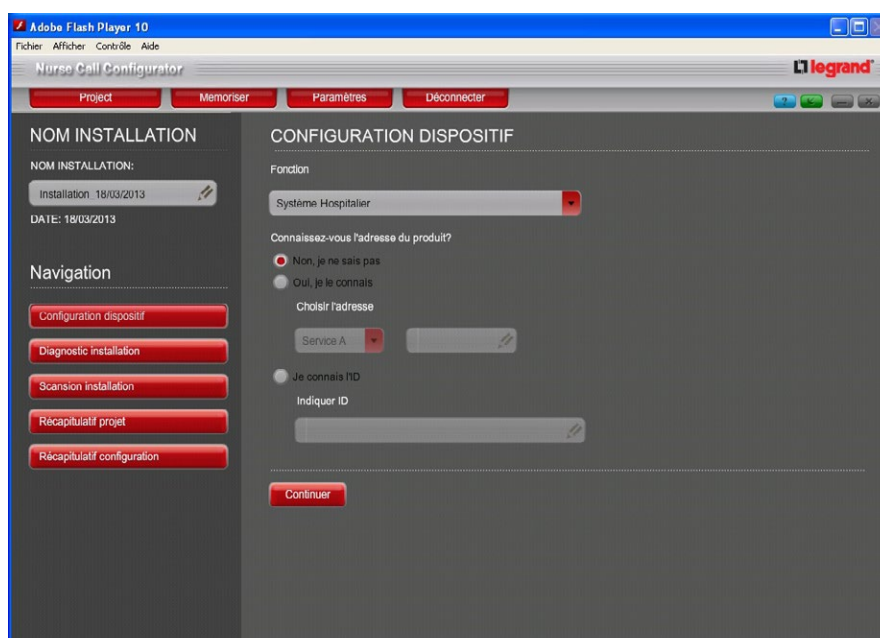 Adobe Flash Player 10
Fichier Afficher Contrôle Aide
Nurse Call Configurator
legrand
Project Memoriser Paramètres Déconnecter
?
NOM INSTALLATION
NOM INSTALLATION:
Installation_18/03/2013
DATE: 18/03/2013
Navigation
Configuration dispositif
Diagnostic installation
Scansion installation
Récapitulatif projet
Récapitulatif configuration
CONFIGURATION DISPOSITIF
Fonction
Système Hospitalier
Connaissez-vous l'adresse du produit?
Non, je ne sais pas
Oui, je le connais
Choisir l'adresse
Service A
Je connais l'ID
Indiquer ID
Continuer